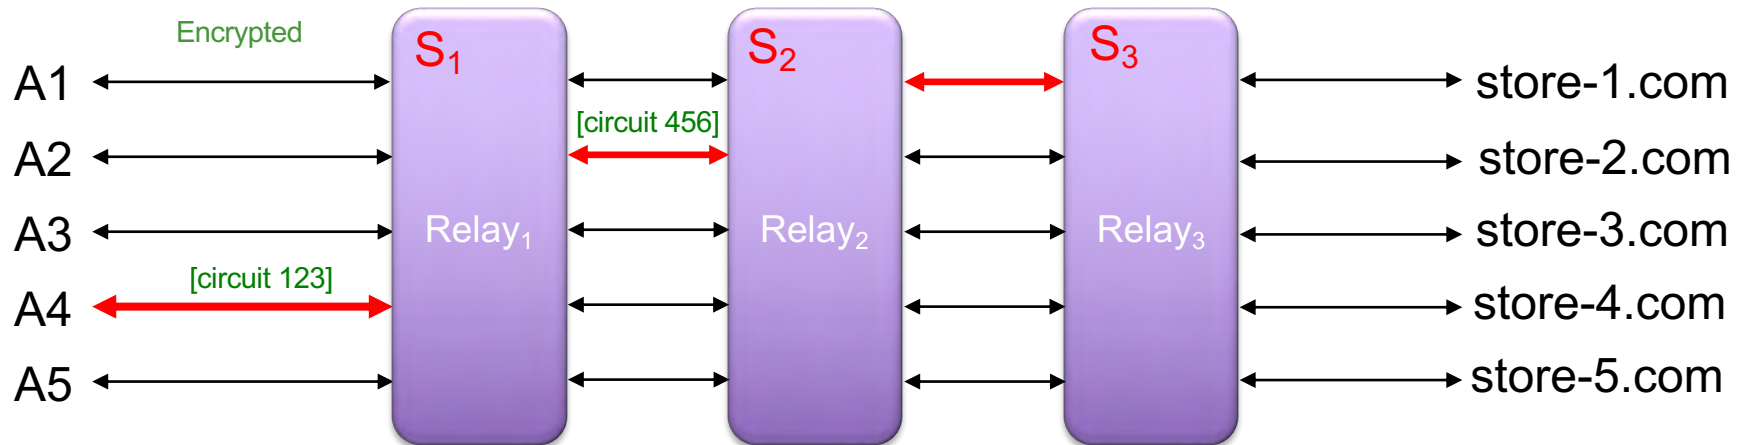 Encrypted
S₁
S₂
S₃
A1
store-1.com
[circuit 456]
A2
store-2.com
A3
Relay₁
Relay₂
Relay₃
store-3.com
[circuit 123]
A4
store-4.com
A5
store-5.com